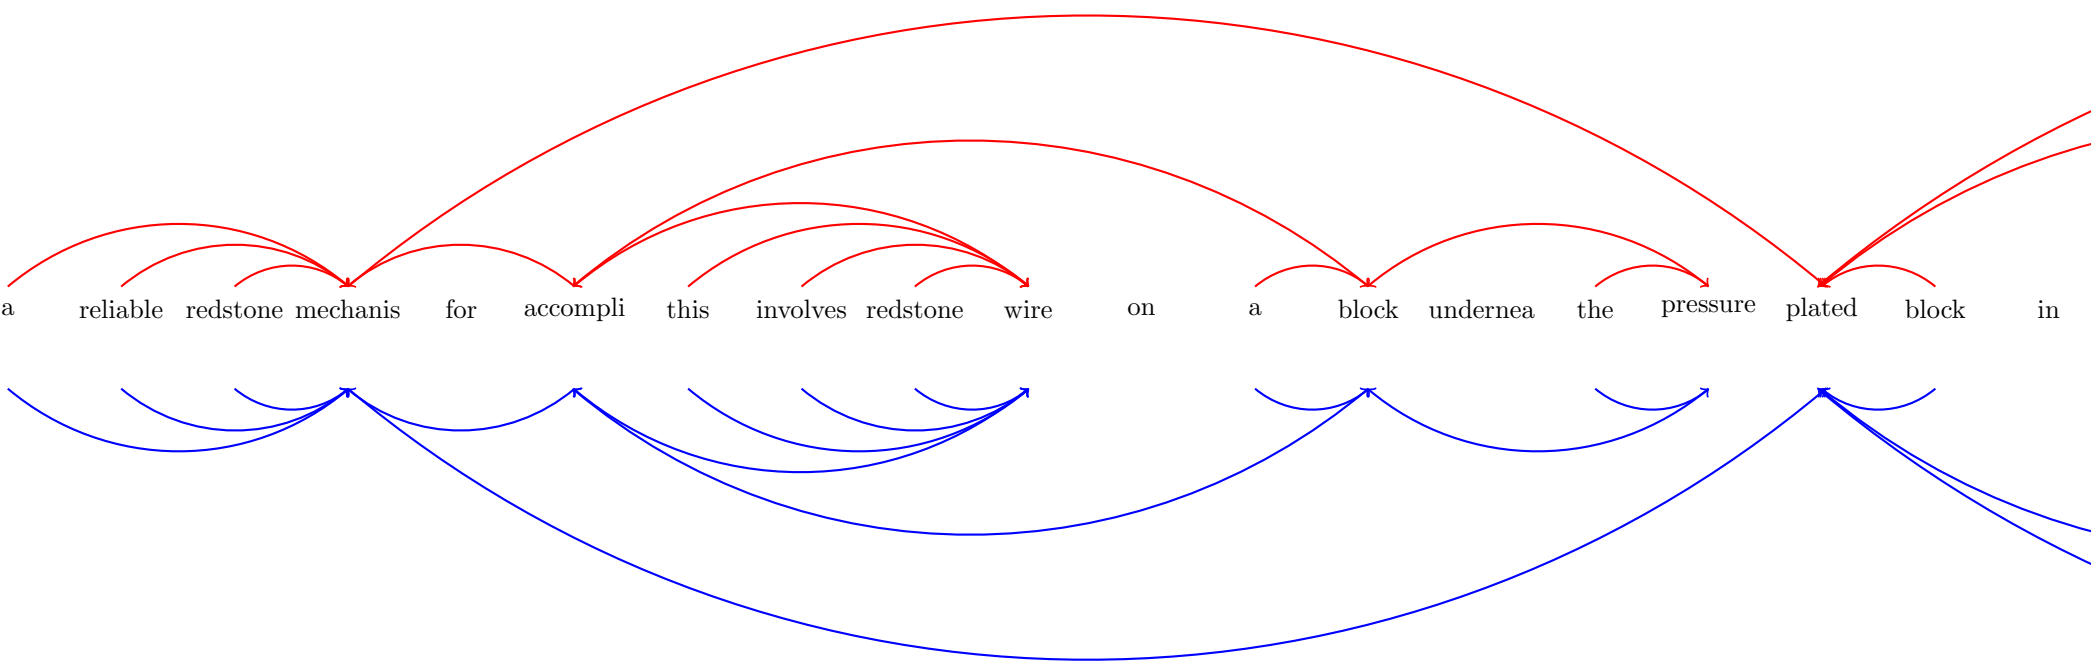 a reliable redstone mechanis for accompli this involves redstone wire on a block undernea the pressure plated block in